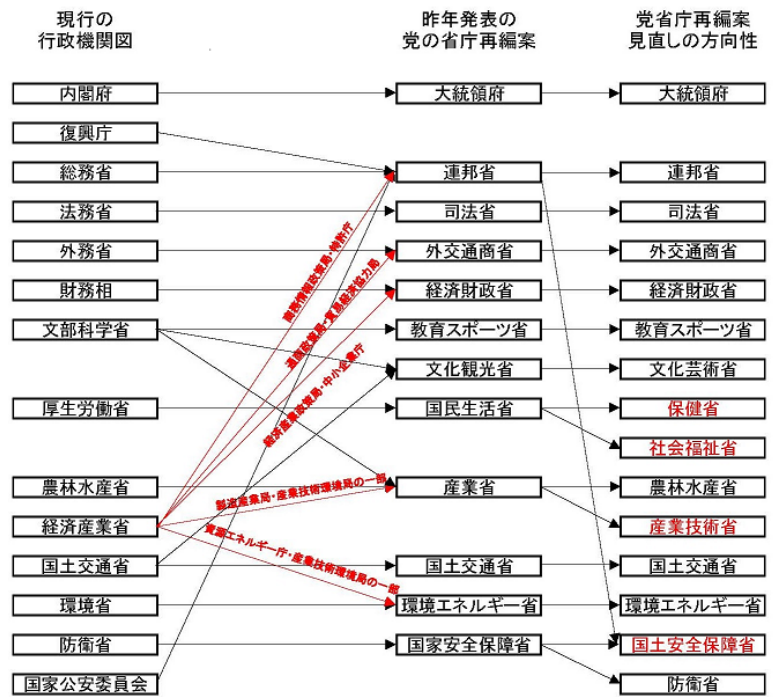 現行の
行政機関図
昨年発表の
党の省庁再編案
党省庁再編案
見直しの方向性
内閣府
大統領府
大統領府
復興庁
総務省
連邦省
連邦省
法務省
司法省
司法省
外務省
外交通商省
外交通商省
財務相
経済財政省
経済財政省
文部科学省
教育スポーツ省
教育スポーツ省
文化観光省
文化芸術省
厚生労働省
国民生活省
保健省
社会福祉省
農林水産省
産業省
農林水産省
経済産業省
産業技術省
国土交通省
国土交通省
国土交通省
環境省
環境エネルギー省
環境エネルギー省
防衛省
国家安全保障省
国土安全保障省
国家公安委員会
防衛省
商務情報政策局・特許庁
通商政策局・貿易経済協力局
経済産業政策局・中小企業庁
製造産業局・産業技術環境局の一部
資源エネルギー庁・産業技術環境局の一部